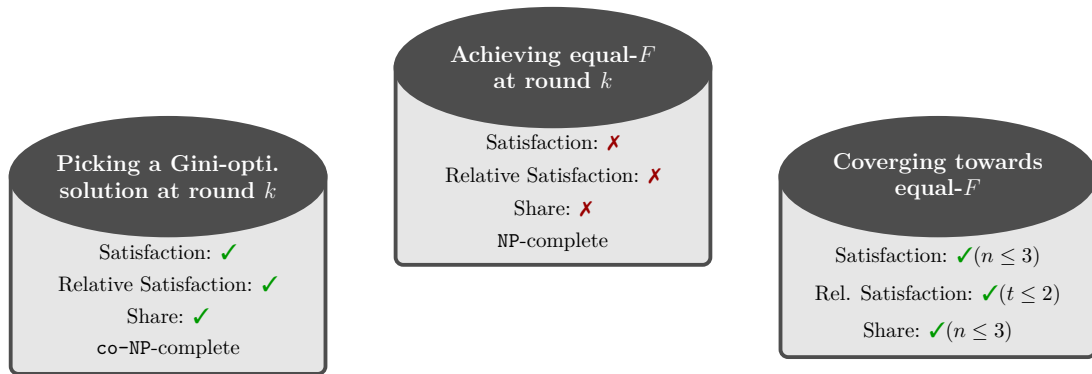 Picking a Gini-opti.
solution at round k
Satisfaction: ✓
Relative Satisfaction: ✓
Share: ✓
co-NP-complete
Achieving equal-F
at round k
Satisfaction: ✗
Relative Satisfaction: ✗
Share: ✗
NP-complete
Coverging towards
equal-F
Satisfaction: ✓(n ≤ 3)
Rel. Satisfaction: ✓(t ≤ 2)
Share: ✓(n ≤ 3)